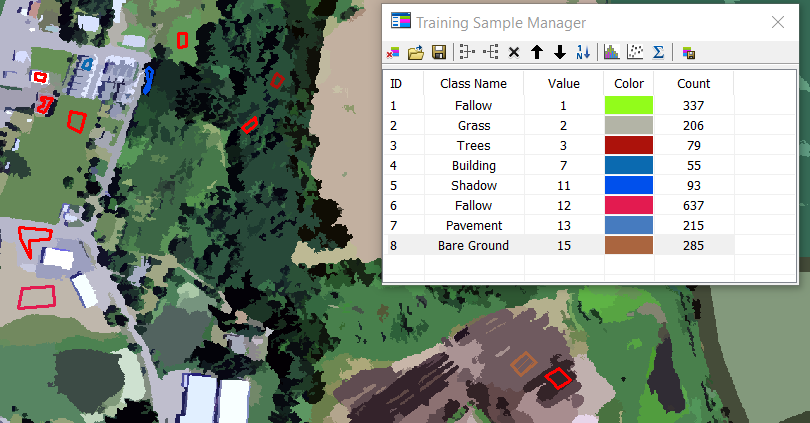 Training Sample Manager
ID Class Name Value Color Count
1 Fallow 1 337
2 Grass 2 206
3 Trees 3 79
4 Building 7 55
5 Shadow 11 93
6 Fallow 12 637
7 Pavement 13 215
8 Bare Ground 15 285